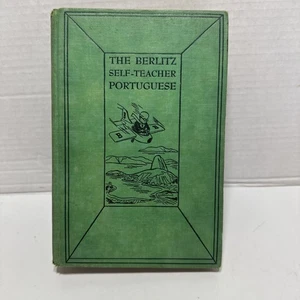 THE BERLITZ
SELF-TEACHER
PORTUGUESE
B